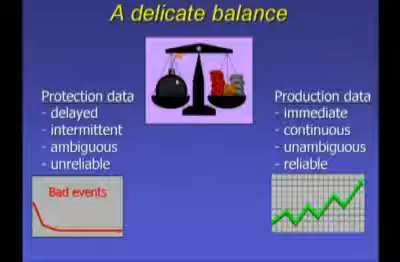 A delicate balance
Protection data
- delayed
- intermittent
- ambiguous
- unreliable
Production data
- immediate
- continuous
- unambiguous
- reliable
Bad events